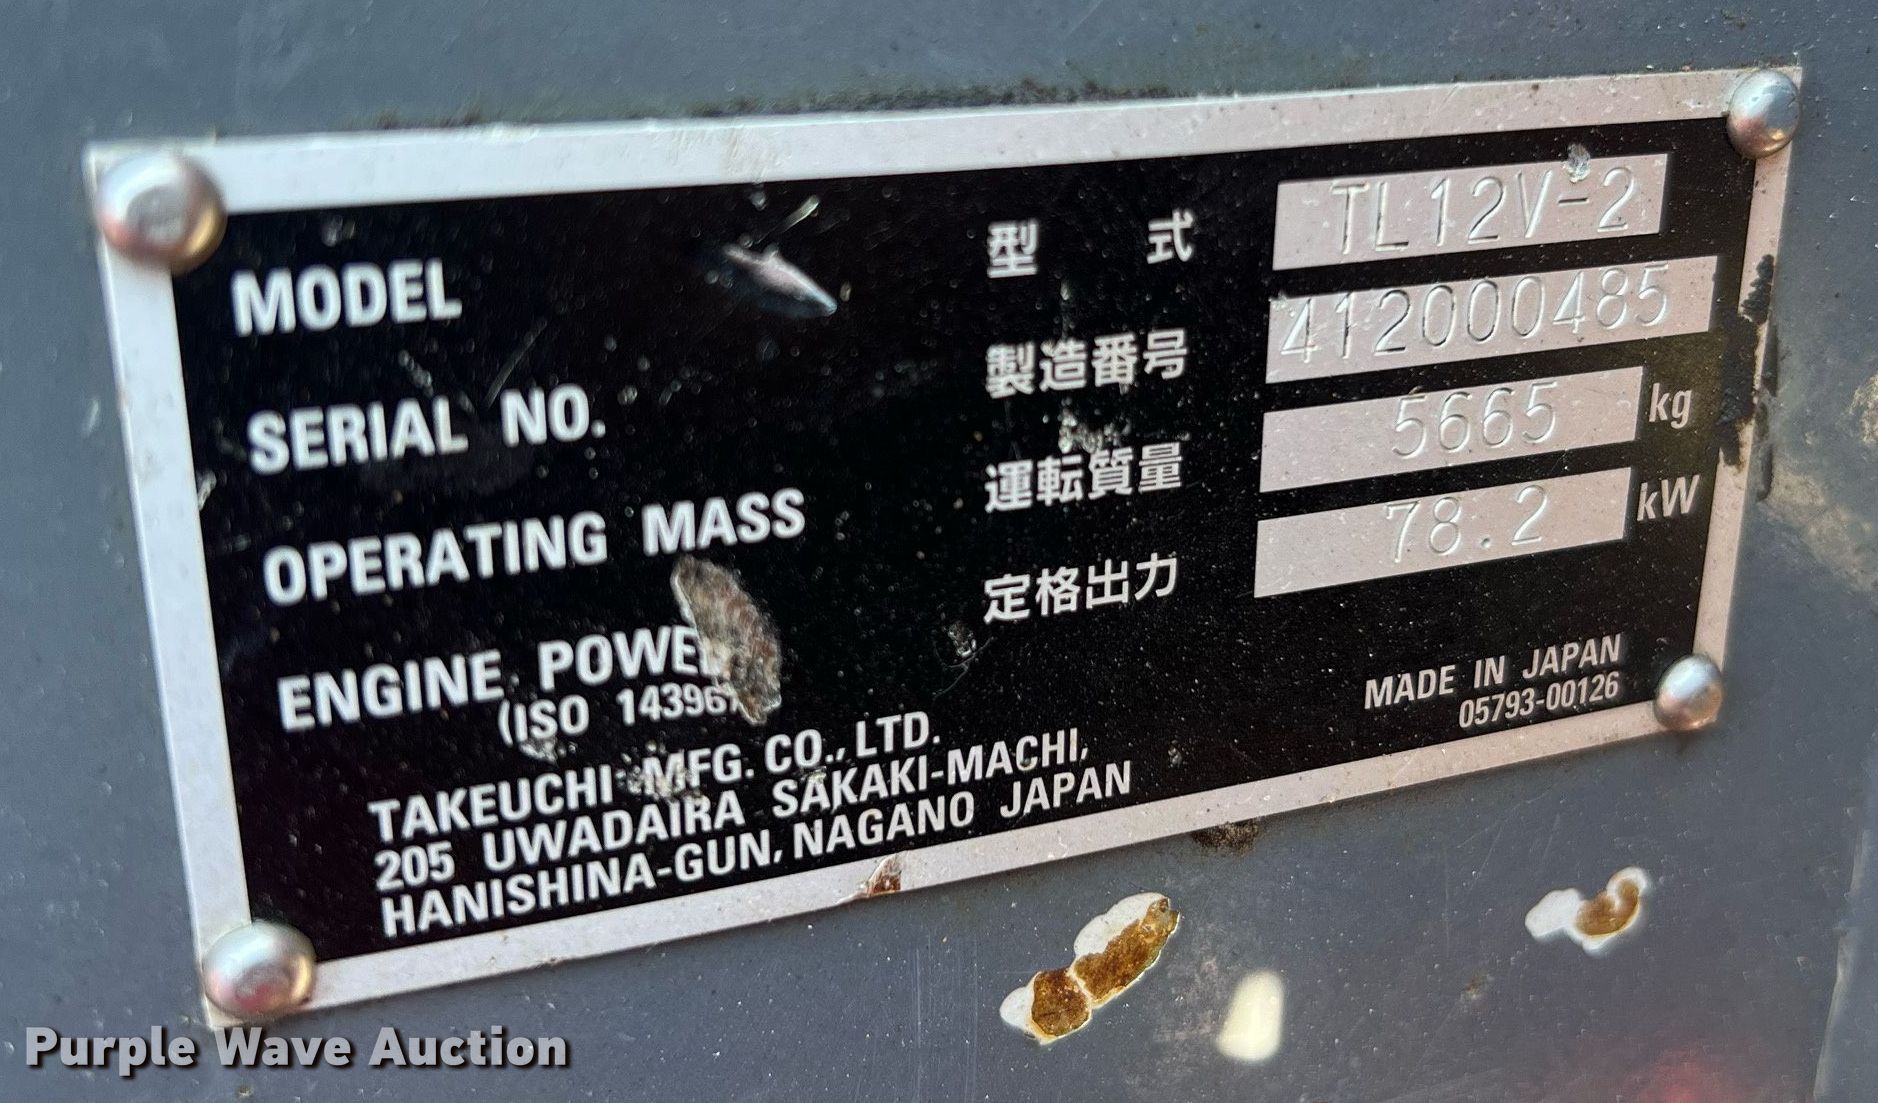 MODEL 型式 TL12V-2
SERIAL NO. 製造番号 412000485
OPERATING MASS 運転質量 5665 kg
ENGINE POWER 定格出力 78.2 kW
(ISO 14396)
TAKEUCHI MFG. CO., LTD.
205 UWADAIRA SAKAKI-MACHI,
HANISHINA-GUN, NAGANO JAPAN
MADE IN JAPAN
05793-00126
Purple Wave Auction